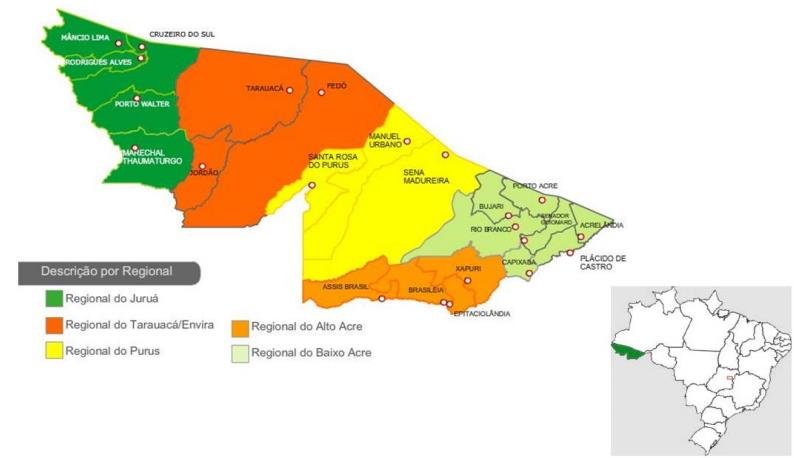 CRUZEIRO DO SUL
MÂNCIO LIMA
RODRIGUES ALVES
TARAUACÁ
FEIJÓ
PORTO WALTER
MANUEL
URBANO
MARECHAL
THAUMATURGO
SANTA ROSA
DO PURUS
JORDÃO
SENA
MADUREIRA
PORTO ACRE
BUJARI
SENADOR
GUIOMARD
ACRELÂNDIA
RIO BRANCO
PLÁCIDO DE
CASTRO
CAPIXABA
XAPURI
ASSIS BRASIL
BRASILÉIA
EPITACIOLÂNDIA
Descrição por Regional
Regional do Juruá
Regional do Tarauacá/Envira
Regional do Purus
Regional do Alto Acre
Regional do Baixo Acre